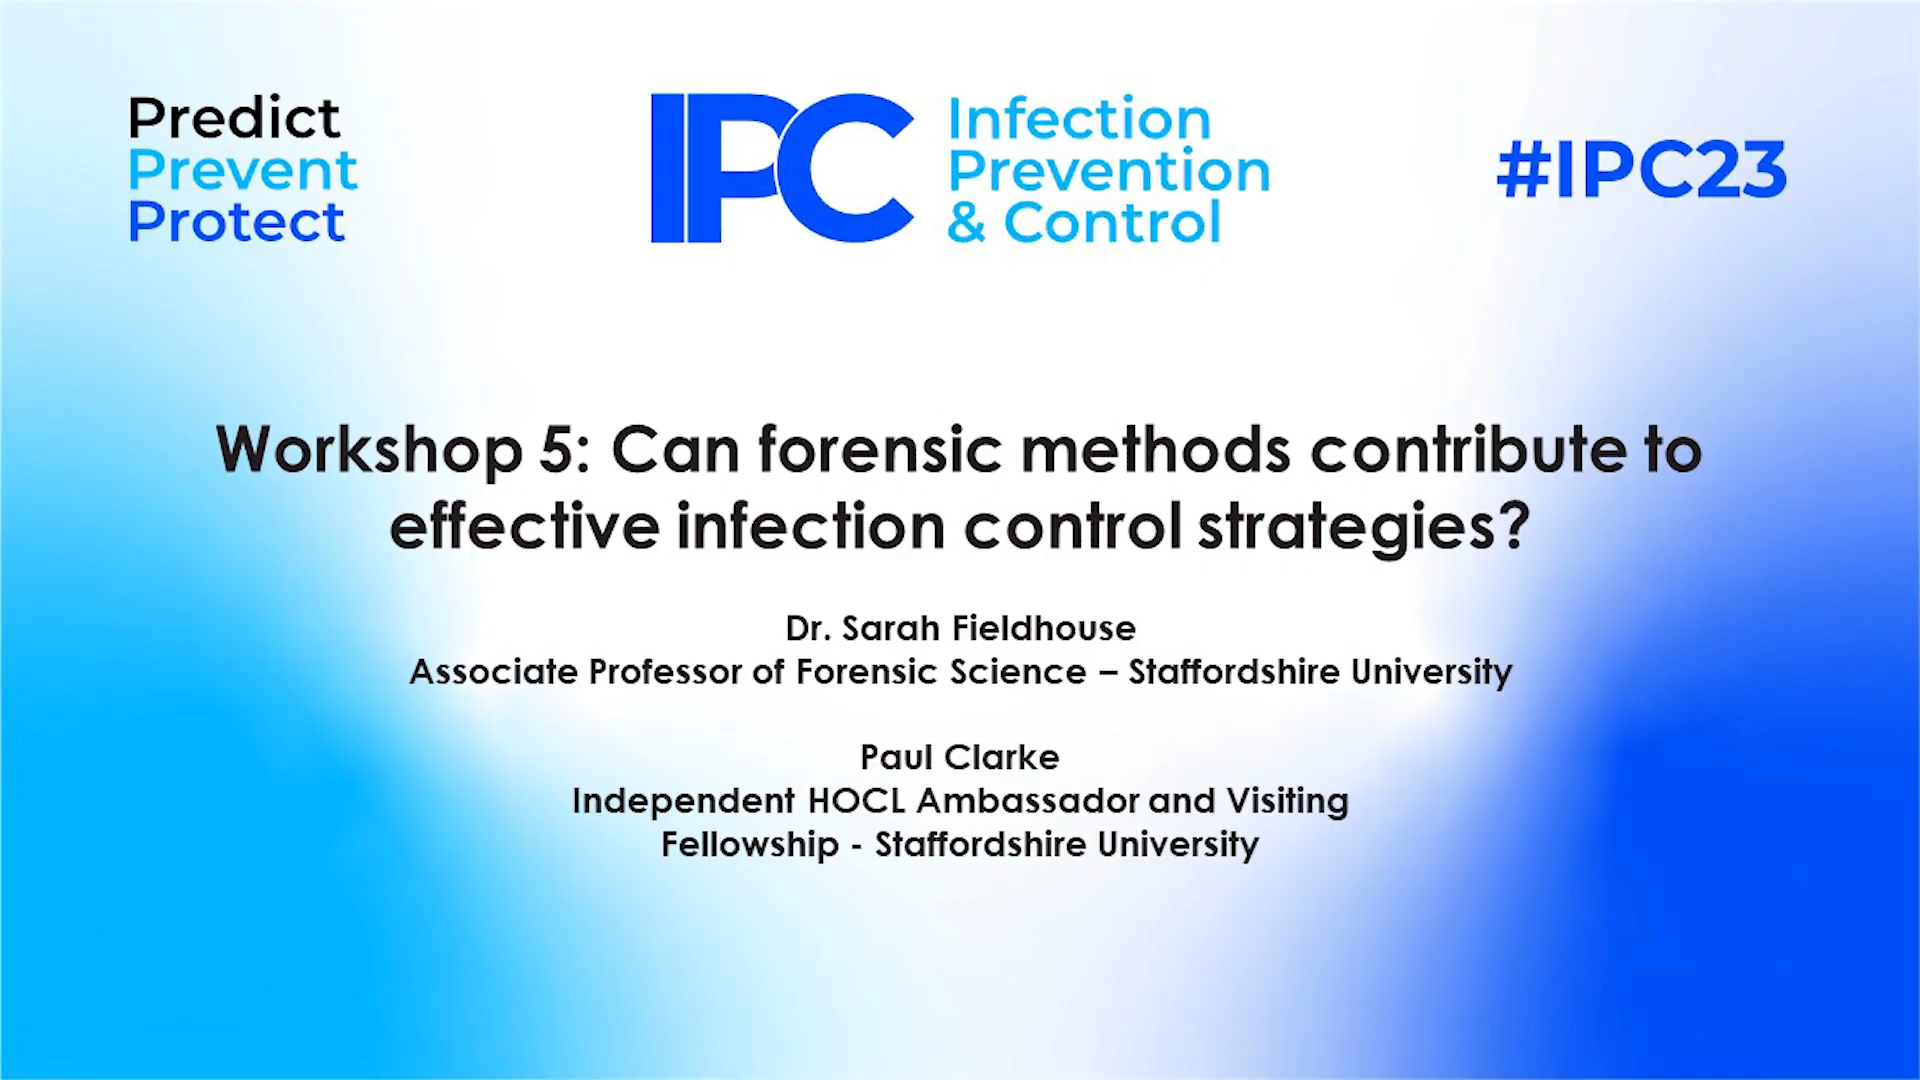 Predict
Prevent
Protect
IPC
Infection
Prevention
& Control
#IPC23
Workshop 5: Can forensic methods contribute to
effective infection control strategies?
Dr. Sarah Fieldhouse
Associate Professor of Forensic Science – Staffordshire University
Paul Clarke
Independent HOCL Ambassador and Visiting
Fellowship - Staffordshire University